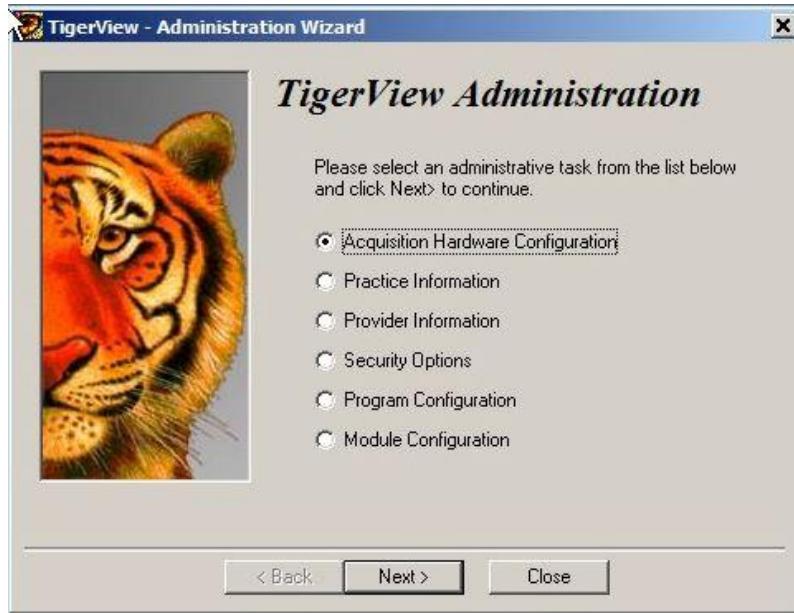 TigerView - Administration Wizard
TigerView Administration
Please select an administrative task from the list below
and click Next> to continue.
Acquisition Hardware Configuration
Practice Information
Provider Information
Security Options
Program Configuration
Module Configuration
< Back Next > Close